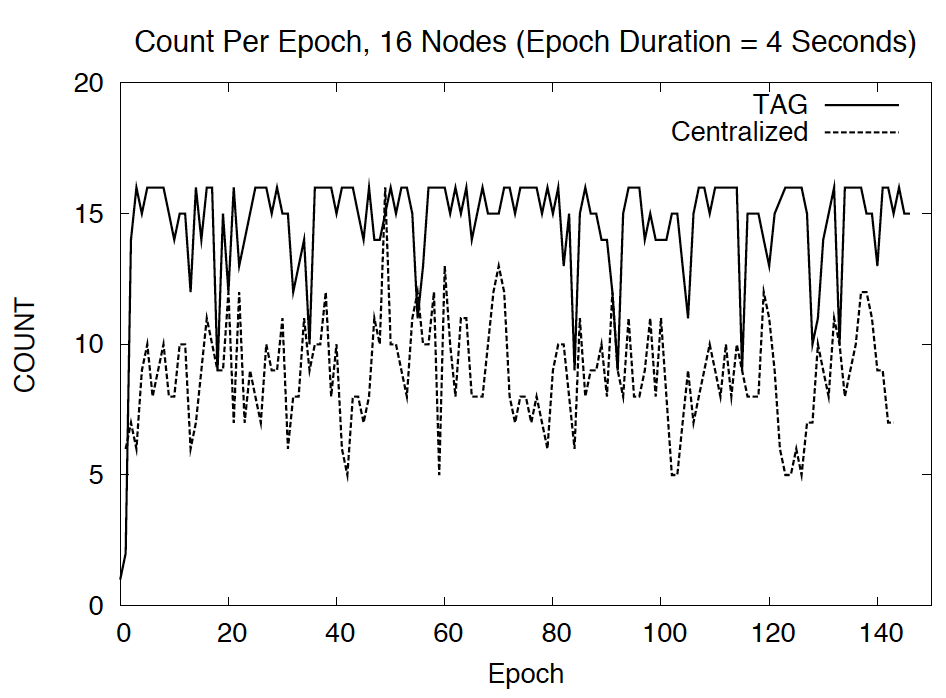 Count Per Epoch, 16 Nodes (Epoch Duration = 4 Seconds)
20
TAG
Centralized
15
COUNT
10
5
0
0 20 40 60 80 100 120 140
Epoch